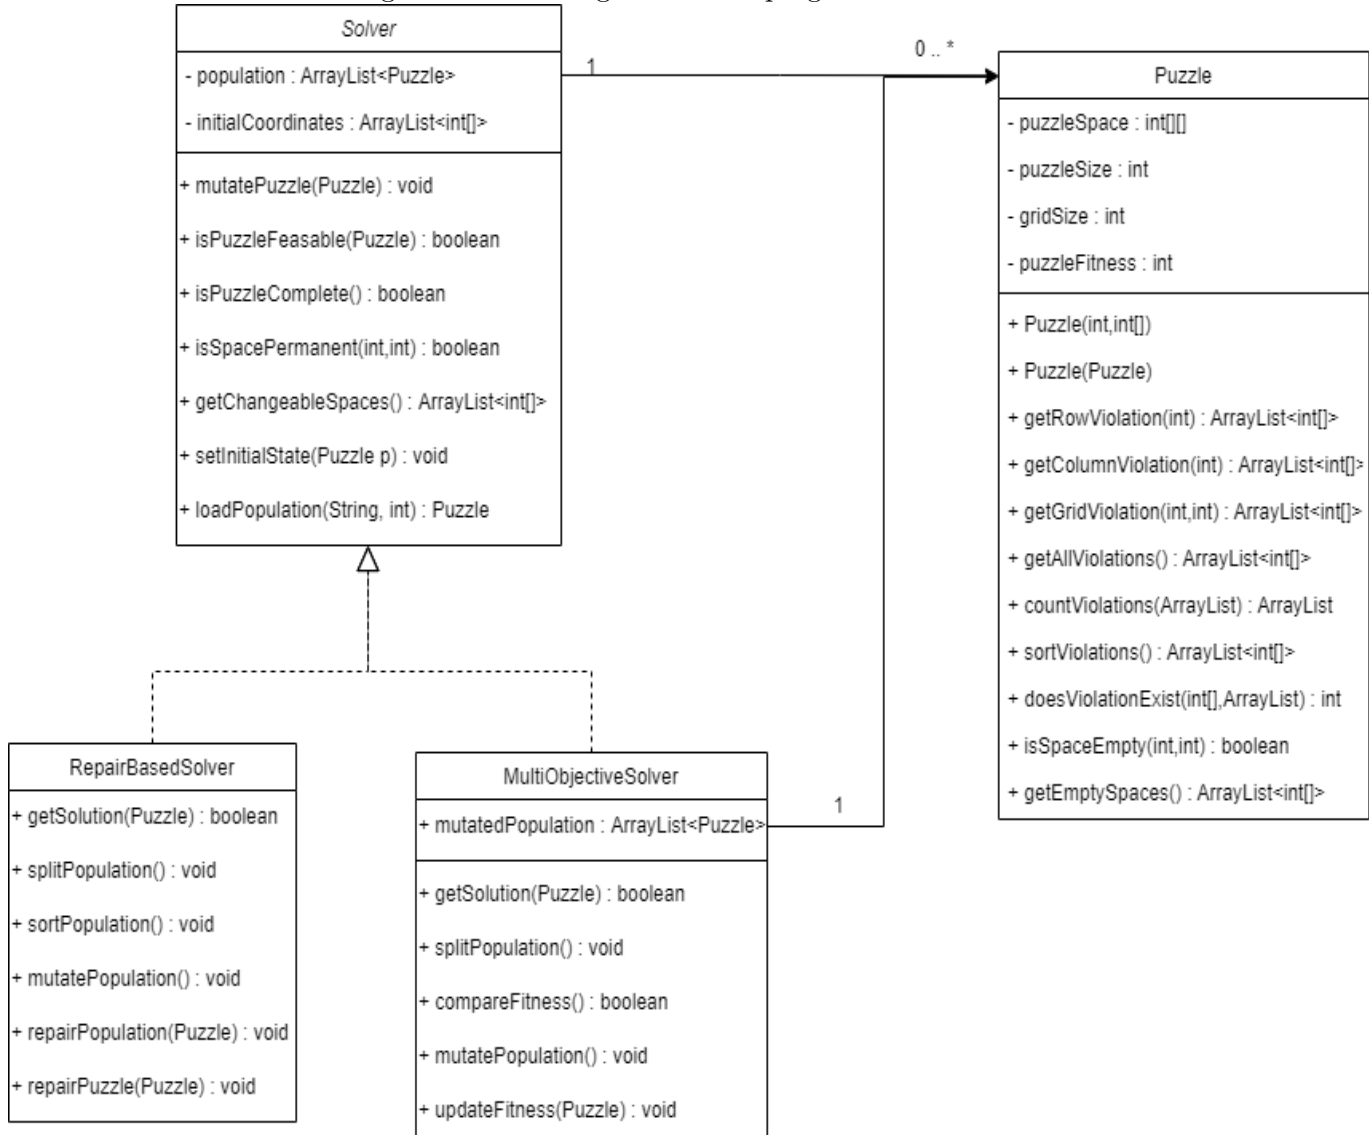 Solver
- population : ArrayList<Puzzle>
- initialCoordinates : ArrayList<int[]>
+ mutatePuzzle(Puzzle) : void
+ isPuzzleFeasable(Puzzle) : boolean
+ isPuzzleComplete() : boolean
+ isSpacePermanent(int,int) : boolean
+ getChangeableSpaces() : ArrayList<int[]>
+ setInitialState(Puzzle p) : void
+ loadPopulation(String, int) : Puzzle
1
0 .. *
Puzzle
- puzzleSpace : int[][]
- puzzleSize : int
- gridSize : int
- puzzleFitness : int
+ Puzzle(int,int[])
+ Puzzle(Puzzle)
+ getRowViolation(int) : ArrayList<int[]>
+ getColumnViolation(int) : ArrayList<int[]>
+ getGridViolation(int,int) : ArrayList<int[]>
+ getAllViolations() : ArrayList<int[]>
+ countViolations(ArrayList) : ArrayList
+ sortViolations() : ArrayList<int[]>
+ doesViolationExist(int[],ArrayList) : int
+ isSpaceEmpty(int,int) : boolean
+ getEmptySpaces() : ArrayList<int[]>
RepairBasedSolver
+ getSolution(Puzzle) : boolean
+ splitPopulation() : void
+ sortPopulation() : void
+ mutatePopulation() : void
+ repairPopulation(Puzzle) : void
+ repairPuzzle(Puzzle) : void
MultiObjectiveSolver
+ mutatedPopulation : ArrayList<Puzzle>
1
+ getSolution(Puzzle) : boolean
+ splitPopulation() : void
+ compareFitness() : boolean
+ mutatePopulation() : void
+ updateFitness(Puzzle) : void